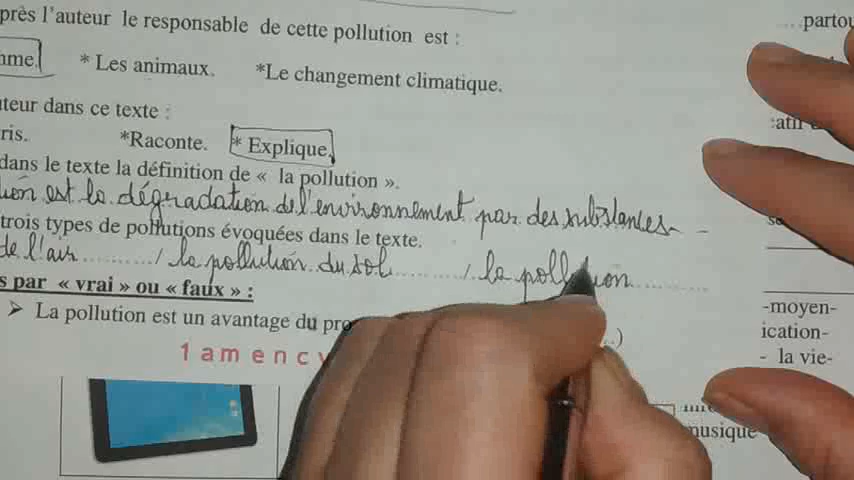 près l'auteur le responsable de cette pollution est :
mme. * Les animaux. *Le changement climatique.
teur dans ce texte :
ris. *Raconte. * Explique.
dans le texte la définition de « la pollution ».
tion est la dégradation de l'environnement par des substances-
trois types de pollutions évoquées dans le texte.
de l'air ......... / la pollution du sol ......... / la pollution .........
s par « vrai » ou « faux » :
➢ La pollution est un avantage du pro
1amency
...partou
-moyen-
ication-
- la vie-
musique